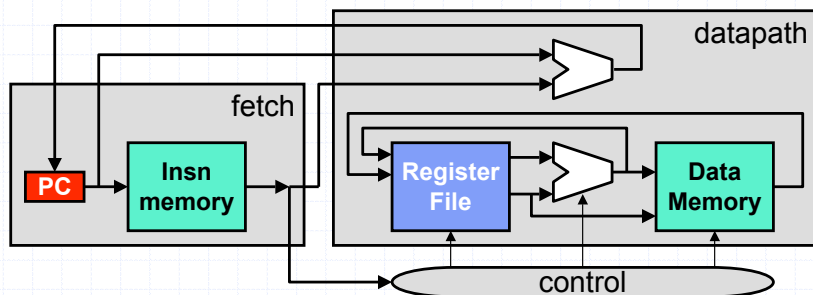 datapath
fetch
PC
Insn
memory
Register
File
Data
Memory
control